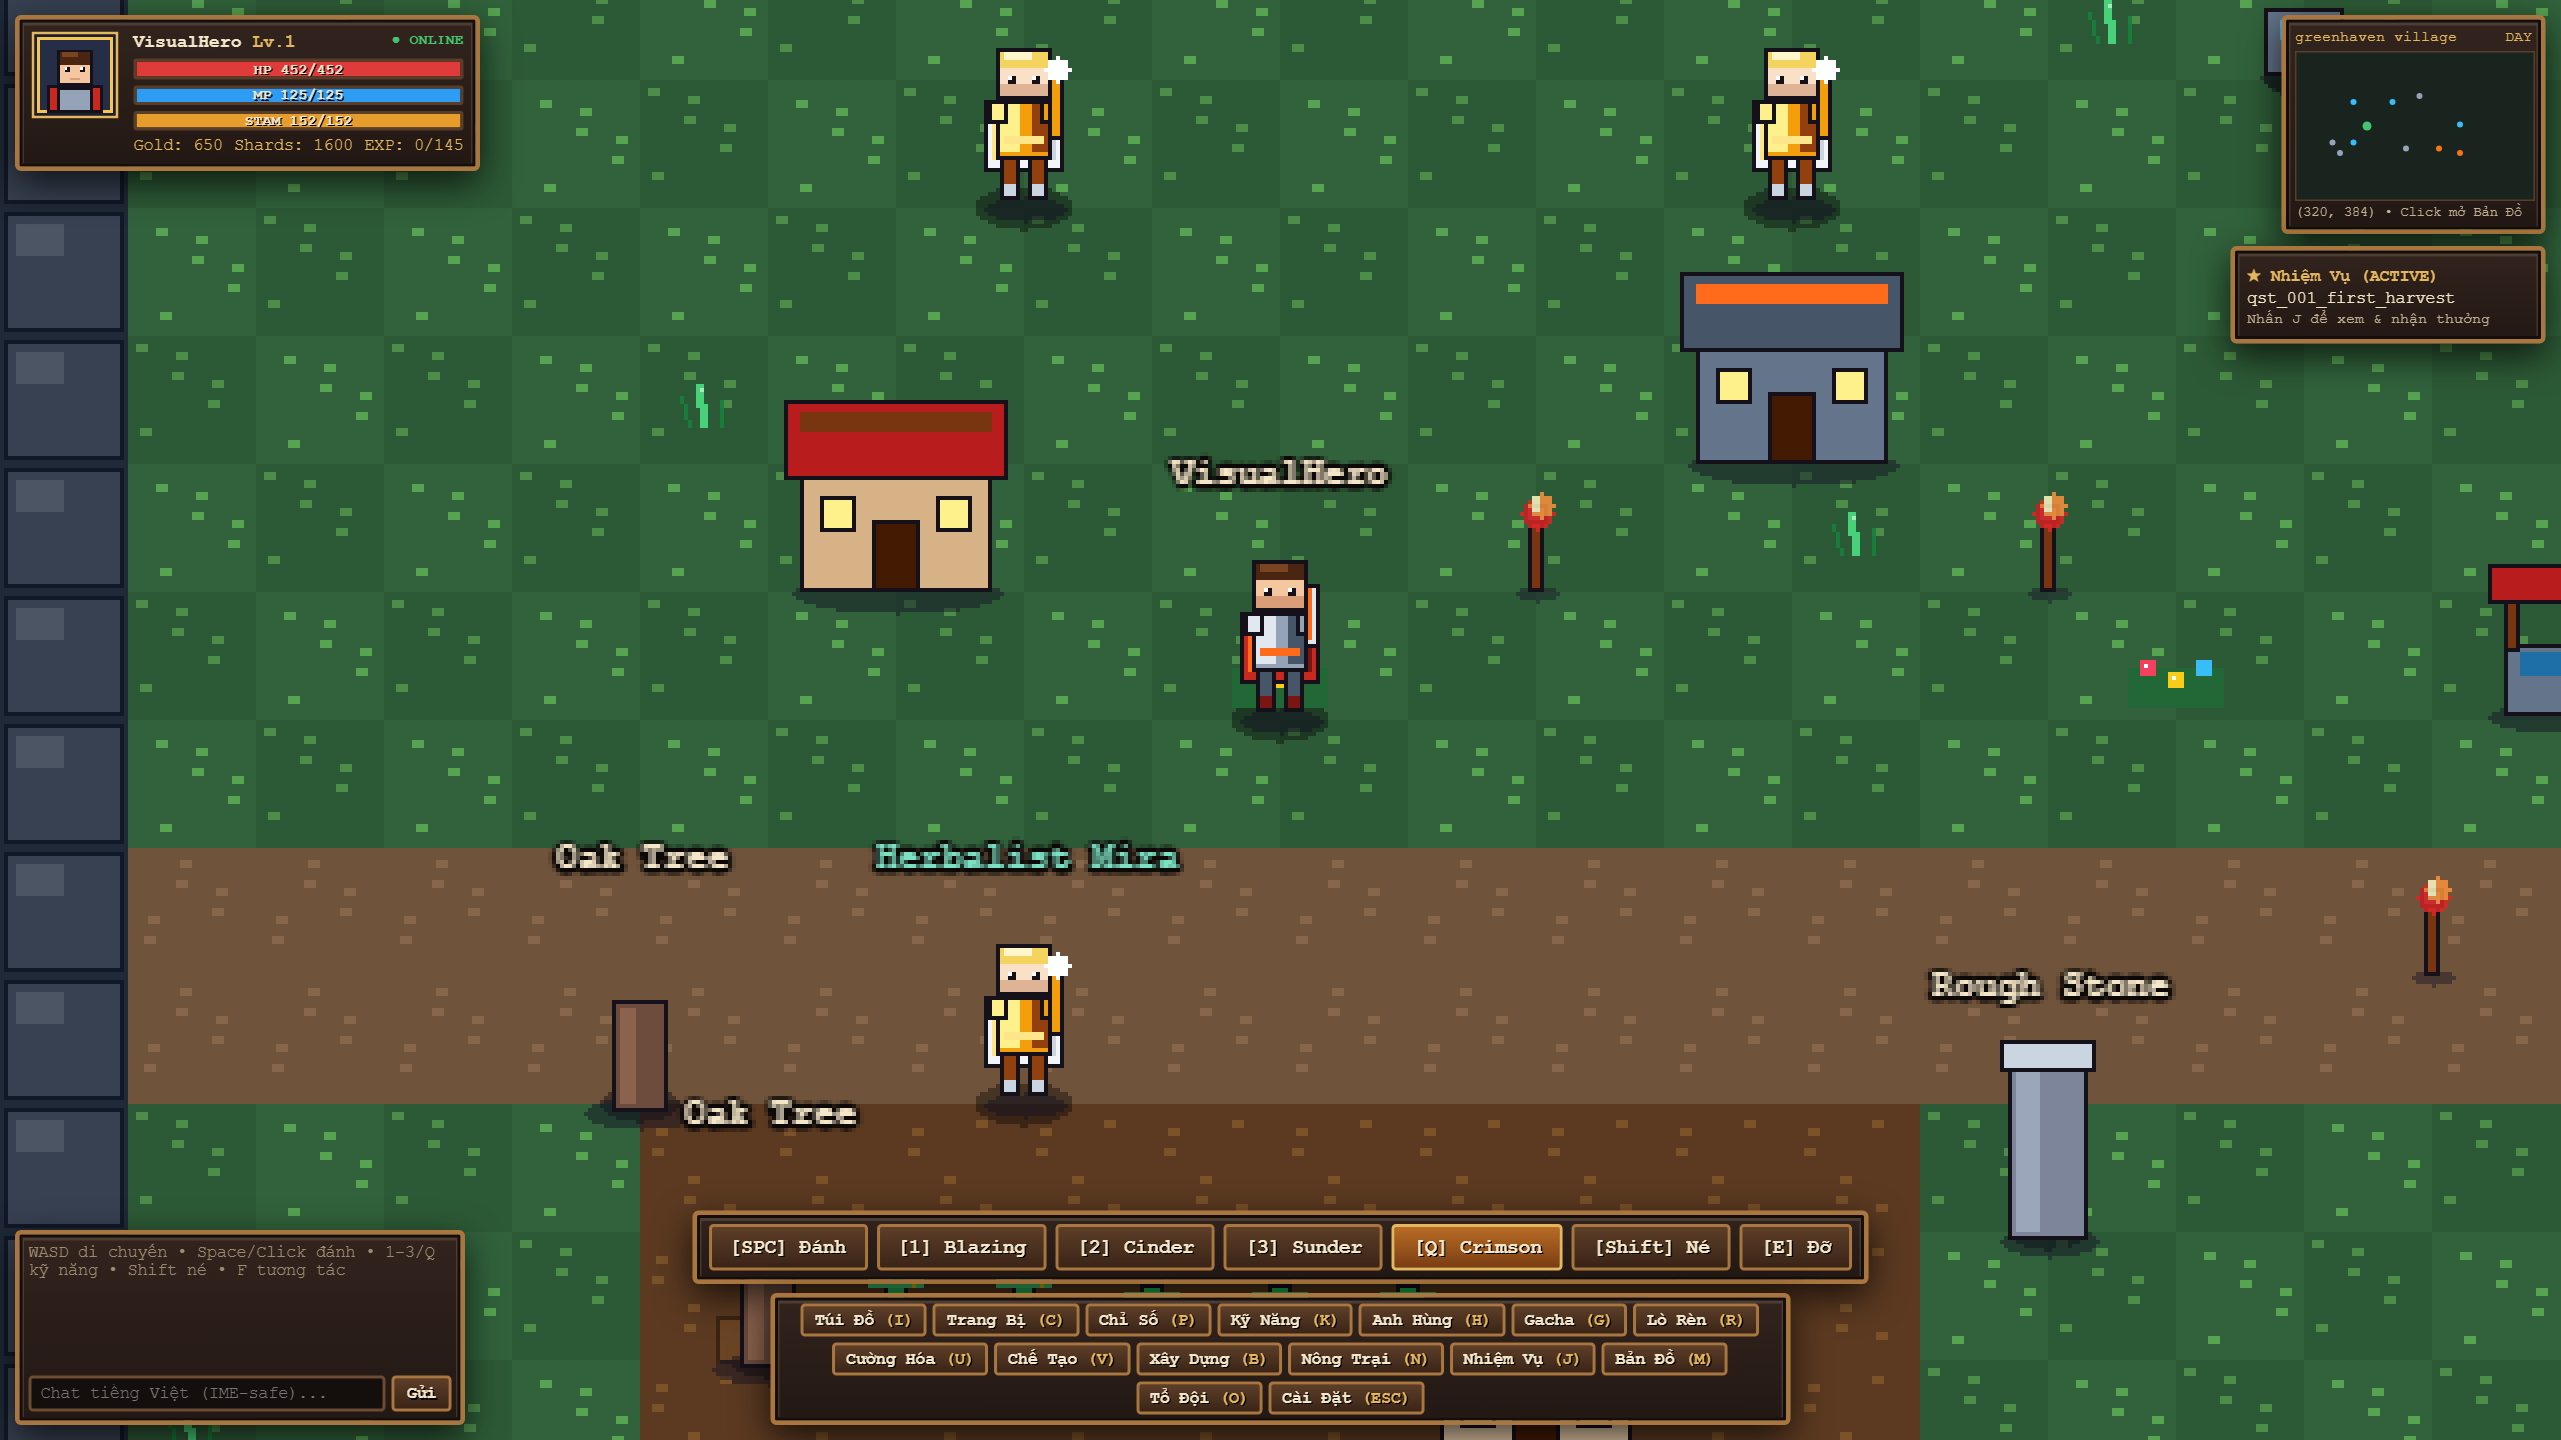 VisualHero Lv.1 • ONLINE
HP 452/452
MP 125/125
STAM 152/152
Gold: 650 Shards: 1600 EXP: 0/145
greenhaven village DAY
(320, 384) • Click mở Bản Đồ
★ Nhiệm Vụ (ACTIVE)
qst_001_first_harvest
Nhấn J để xem & nhận thưởng
VisualHero
Oak Tree
Herbalist Mira
Rough Stone
Oak Tree
WASD di chuyển • Space/Click đánh • 1-3/Q
kỹ năng • Shift né • F tương tác
Chat tiếng Việt (IME-safe)... Gửi
[SPC] Đánh [1] Blazing [2] Cinder [3] Sunder [Q] Crimson [Shift] Né [E] Đỡ
Túi Đồ (I) Trang Bị (C) Chỉ Số (P) Kỹ Năng (K) Anh Hùng (H) Gacha (G) Lò Rèn (R)
Cường Hóa (U) Chế Tạo (V) Xây Dựng (B) Nông Trại (N) Nhiệm Vụ (J) Bản Đồ (M)
Tổ Đội (O) Cài Đặt (ESC)